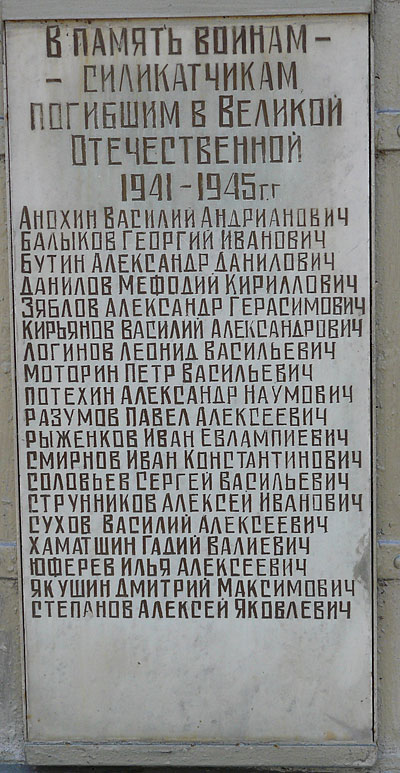 В ПАМЯТЬ ВОИНАМ –
– СИЛИКАТЧИКАМ,
ПОГИБШИМ В ВЕЛИКОЙ
ОТЕЧЕСТВЕННОЙ
1941 – 1945 г.г
АНОХИН ВАСИЛИЙ АНДРИАНОВИЧ
БАЛЫКОВ ГЕОРГИЙ ИВАНОВИЧ
БУТИН АЛЕКСАНДР ДАНИЛОВИЧ
ДАНИЛОВ МЕФОДИЙ КИРИЛЛОВИЧ
ЗЯБЛОВ АЛЕКСАНДР ГЕРАСИМОВИЧ
КИРЬЯНОВ ВАСИЛИЙ АЛЕКСАНДРОВИЧ
ЛОГИНОВ ЛЕОНИД ВАСИЛЬЕВИЧ
МОТОРИН ПЕТР ВАСИЛЬЕВИЧ
ПОТЕХИН АЛЕКСАНДР НАУМОВИЧ
РАЗУМОВ ПАВЕЛ АЛЕКСЕЕВИЧ
РЫЖЕНКОВ ИВАН ЕВЛАМПИЕВИЧ
СМИРНОВ ИВАН КОНСТАНТИНОВИЧ
СОЛОВЬЕВ СЕРГЕЙ ВАСИЛЬЕВИЧ
СТРУННИКОВ АЛЕКСЕЙ ИВАНОВИЧ
СУХОВ ВАСИЛИЙ АЛЕКСЕЕВИЧ
ХАМАТШИН ГАДИЙ ВАЛИЕВИЧ
ЮФЕРЕВ ИЛЬЯ АЛЕКСЕЕВИЧ
ЯКУШИН ДМИТРИЙ МАКСИМОВИЧ
СТЕПАНОВ АЛЕКСЕЙ ЯКОВЛЕВИЧ